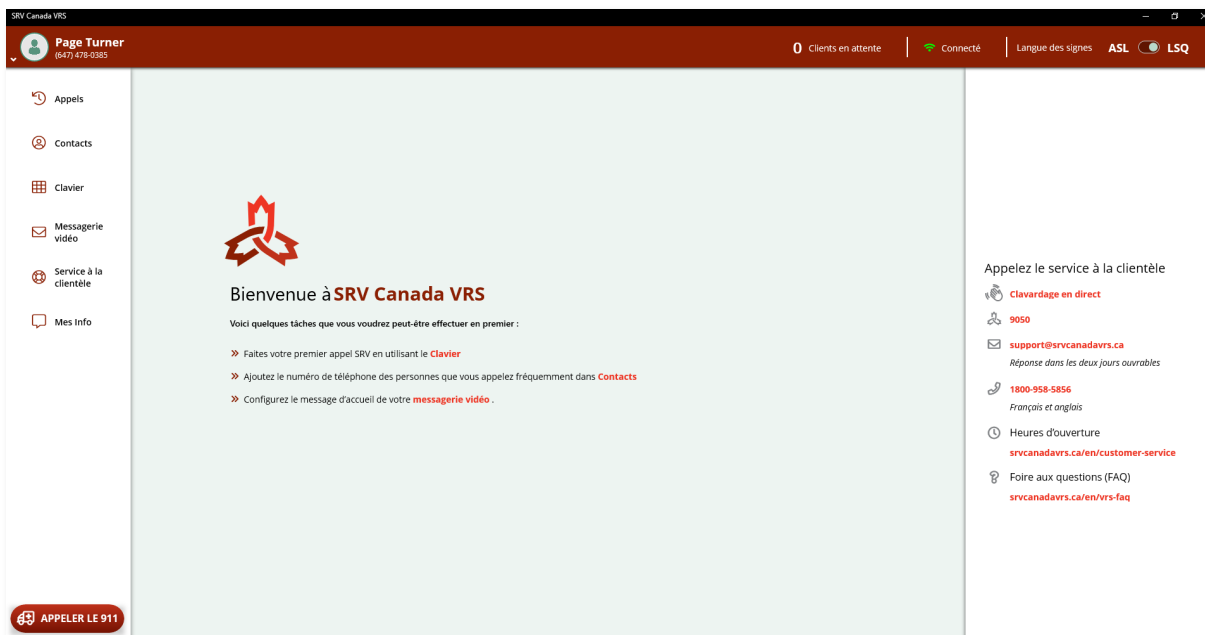 SRV Canada VRS
Page Turner
(647) 478-0385
0 Clients en attente
Connecté
Langue des signes ASL LSQ
Appels
Contacts
Clavier
Messagerie
vidéo
Service à la
clientèle
Mes Info
APPELER LE 911
Bienvenue à SRV Canada VRS
Voici quelques tâches que vous voudrez peut-être effectuer en premier :
Faites votre premier appel SRV en utilisant le Clavier
Ajoutez le numéro de téléphone des personnes que vous appelez fréquemment dans Contacts
Configurez le message d'accueil de votre messagerie vidéo .
Appelez le service à la clientèle
Clavardage en direct
9050
support@srvcanadavrs.ca
Réponse dans les deux jours ouvrables
1800-958-5856
Français et anglais
Heures d'ouverture
srvcanadavrs.ca/en/customer-service
Foire aux questions (FAQ)
srvcanadavrs.ca/en/vrs-faq